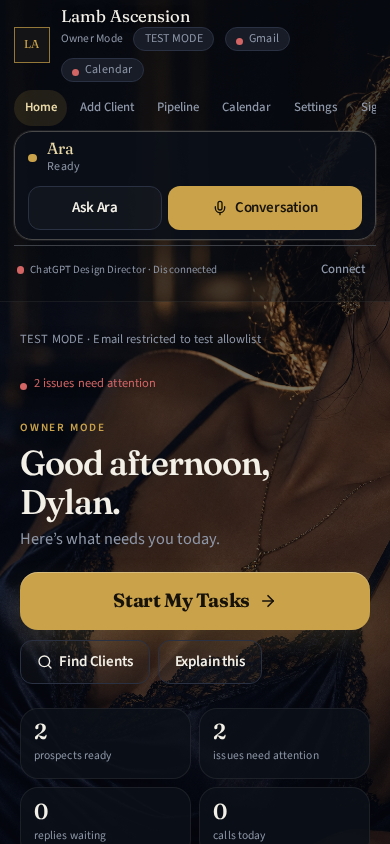 LA
Lamb Ascension
Owner Mode
TEST MODE
Gmail
Calendar
Home
Add Client
Pipeline
Calendar
Settings
Sig
Ara
Ready
Ask Ara
Conversation
ChatGPT Design Director · Disconnected
Connect
TEST MODE · Email restricted to test allowlist
2 issues need attention
OWNER MODE
Good afternoon,
Dylan.
Here’s what needs you today.
Start My Tasks
Find Clients
Explain this
2
prospects ready
2
issues need attention
0
replies waiting
0
calls today